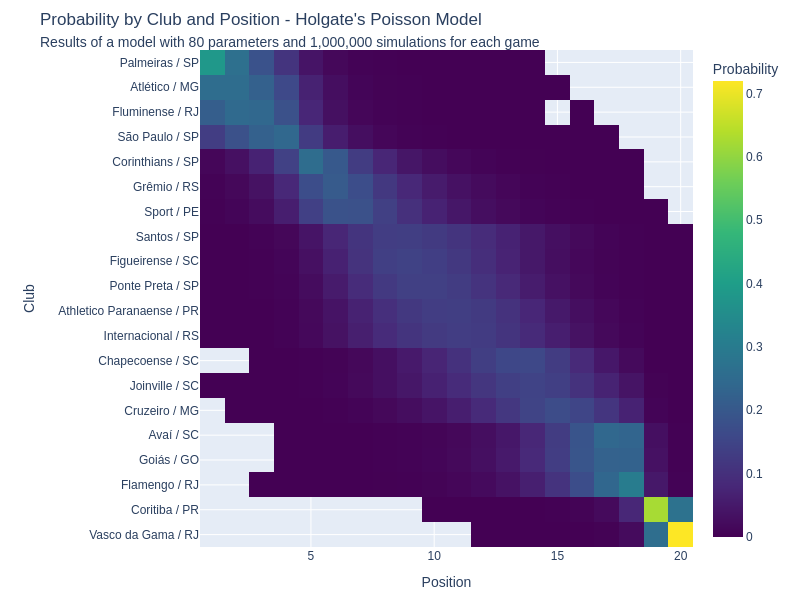 Probability by Club and Position - Holgate's Poisson Model
Results of a model with 80 parameters and 1,000,000 simulations for each game
Probability
Palmeiras / SP
Atlético / MG
Fluminense / RJ
São Paulo / SP
Corinthians / SP
Grêmio / RS
Sport / PE
Santos / SP
Figueirense / SC
Ponte Preta / SP
Athletico Paranaense / PR
Internacional / RS
Chapecoense / SC
Joinville / SC
Cruzeiro / MG
Avaí / SC
Goiás / GO
Flamengo / RJ
Coritiba / PR
Vasco da Gama / RJ
Club
5 10 15 20
Position
0.7
0.6
0.5
0.4
0.3
0.2
0.1
0